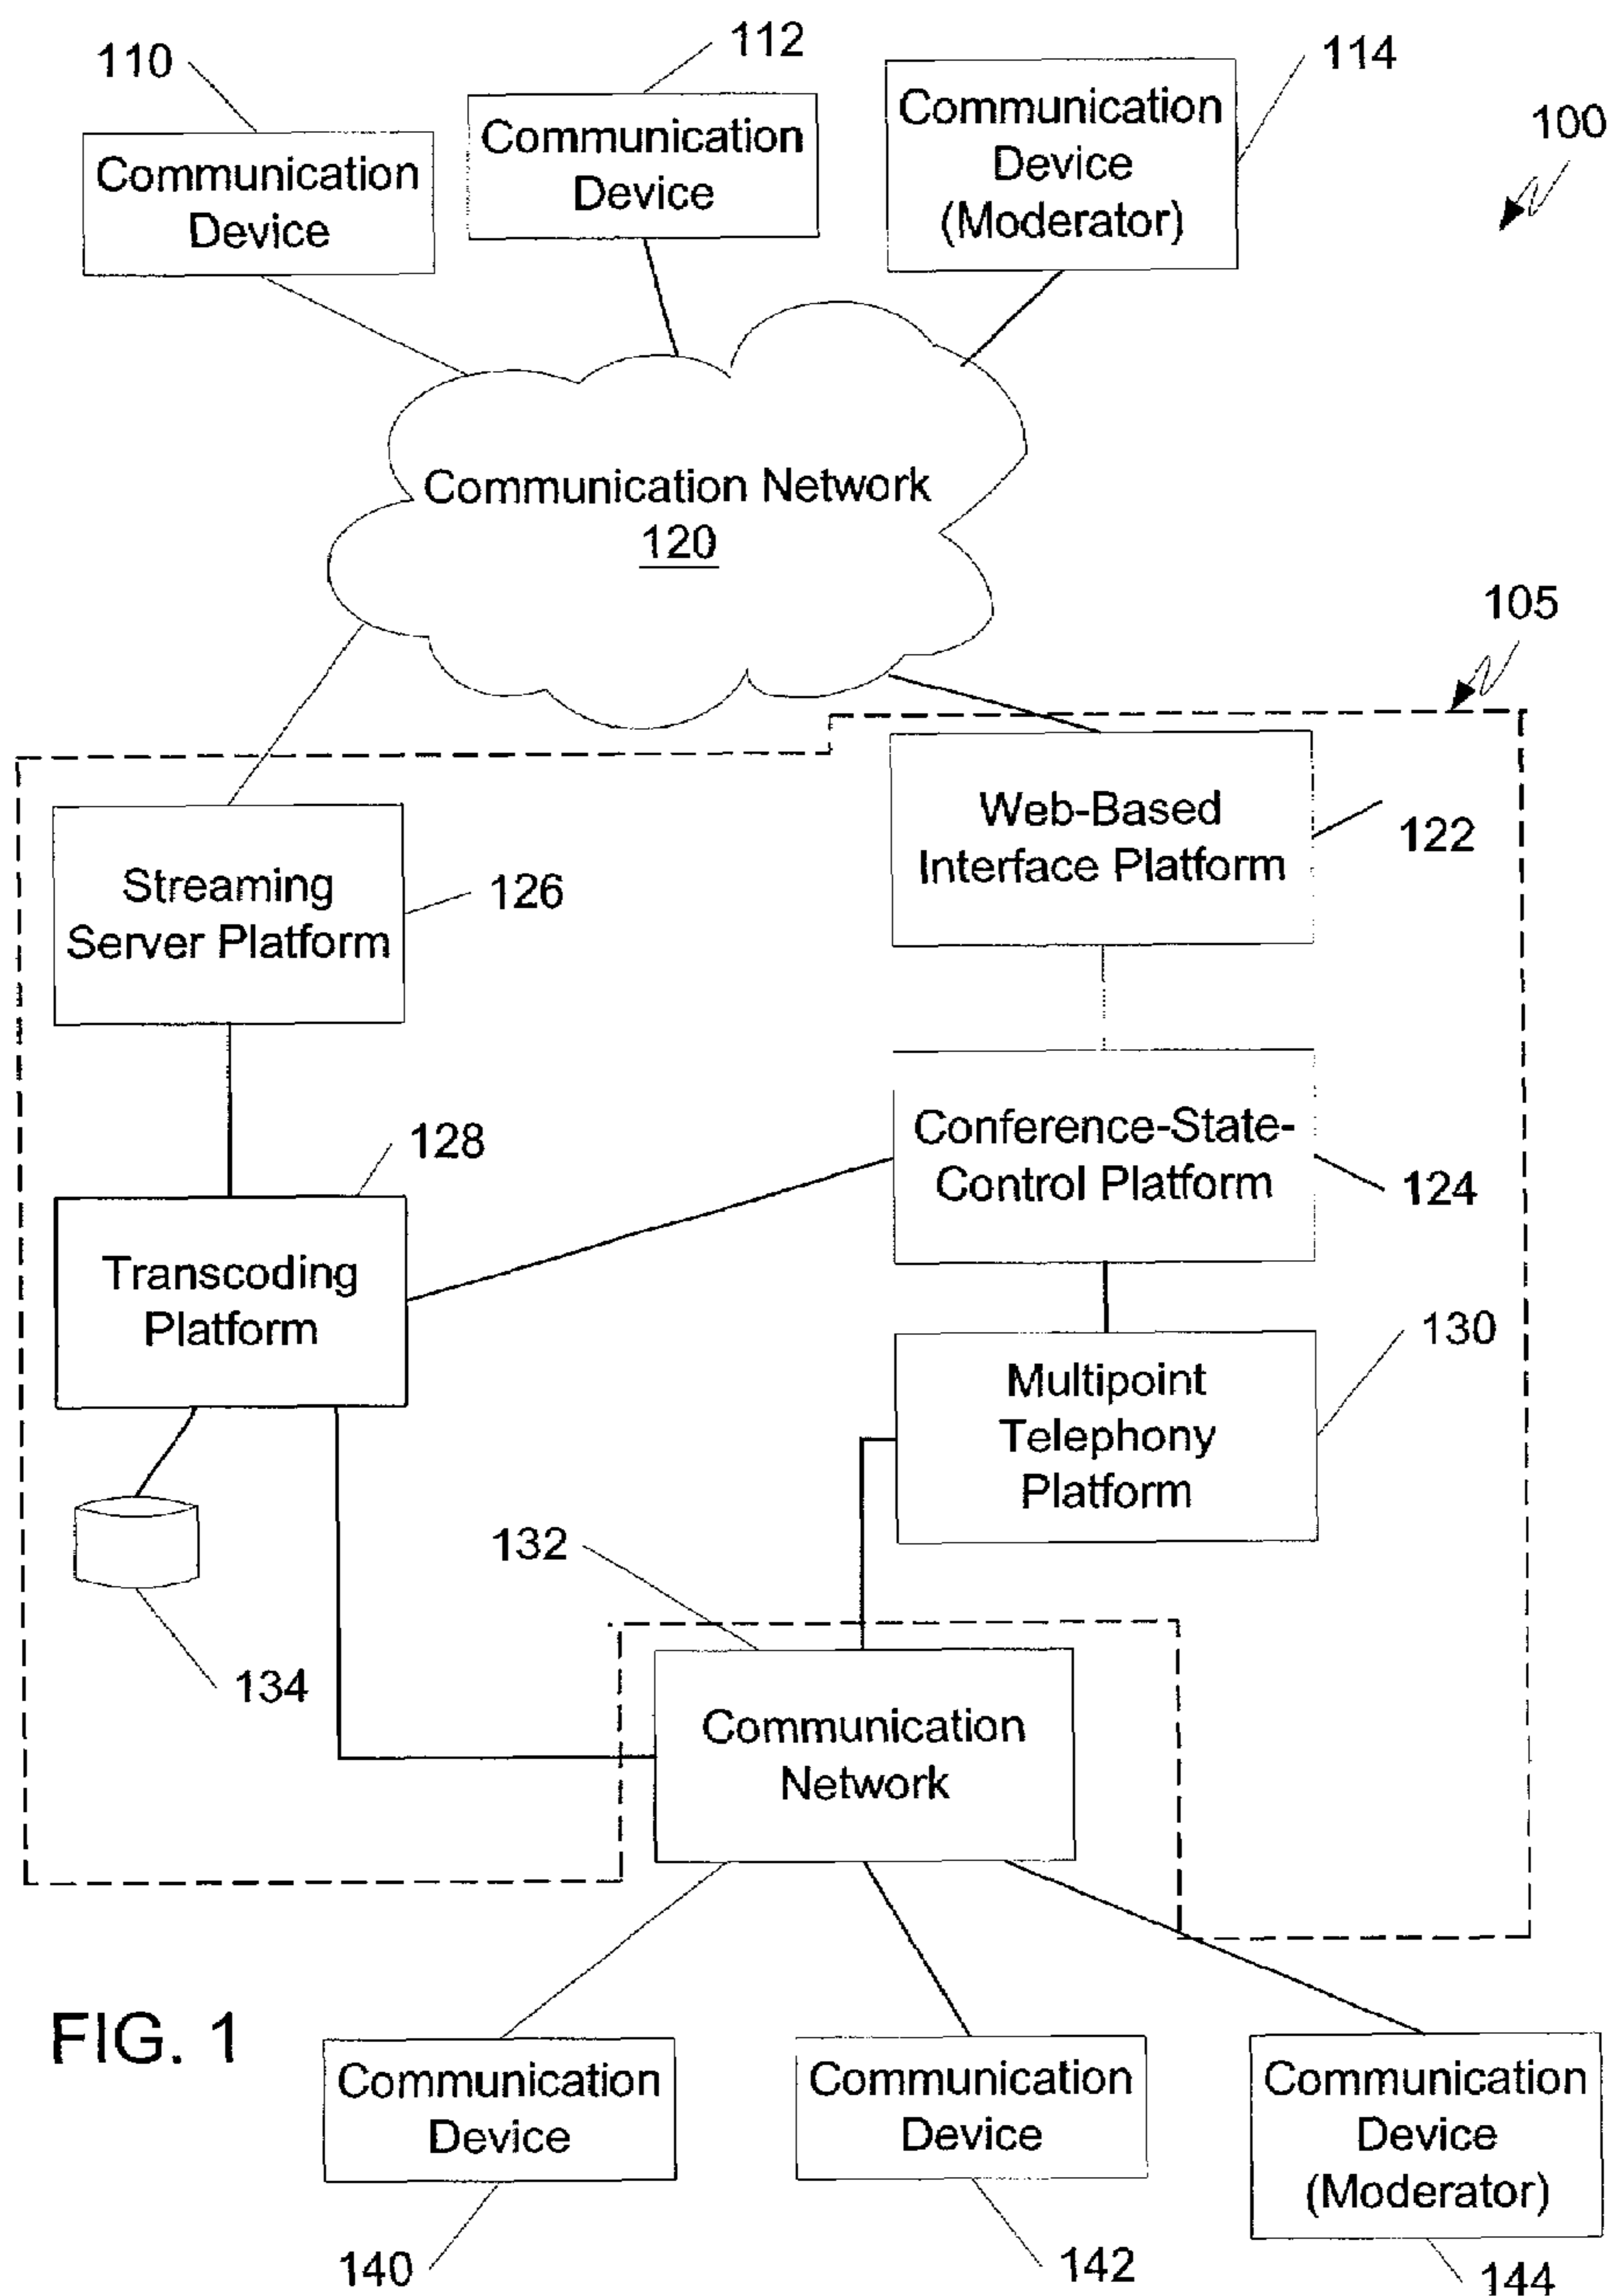 110
112
114
Communication
Device
Communication
Device
Communication
Device
(Moderator)
100
Communication Network
120
105
Web-Based
Interface Platform
122
Streaming
Server Platform
126
Conference-State-
Control Platform
124
128
Transcoding
Platform
130
Multipoint
Telephony
Platform
132
134
Communication
Network
FIG. 1
Communication
Device
Communication
Device
Communication
Device
(Moderator)
140
142
144